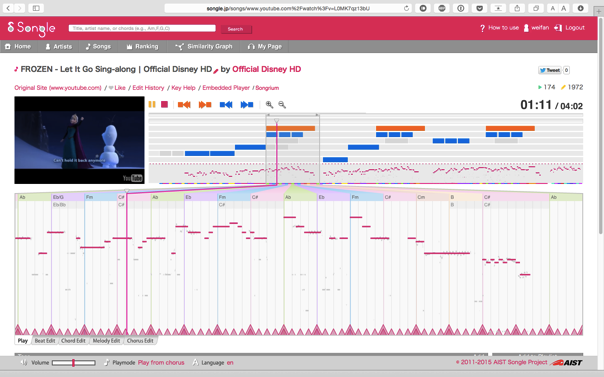 songle.jp/songs/www.youtube.com%2Fwatch%3Fv=L0MK7qz13bU
Songle
Title, artist name, or chords (e.g., Am,F,G)
Search
? How to use weifan Logout
Home Artists Songs Ranking Similarity Graph My Page
FROZEN - Let It Go Sing-along | Official Disney HD by Official Disney HD
Tweet 0
Original Site (www.youtube.com) / Like / Edit History / Key Help / Embedded Player / Songrium
174 1972
01:11 / 04:02
can't hold it back anymore
YouTube
Ab Eb/G Fm C# Ab Eb Fm C# Ab Eb Fm C# Cm B C# Ab
Eb/Bb C# C# B C#
Play Beat Edit Chord Edit Melody Edit Chorus Edit
Volume Playmode Play from chorus Language en
© 2011-2015 AIST Songle Project AIST